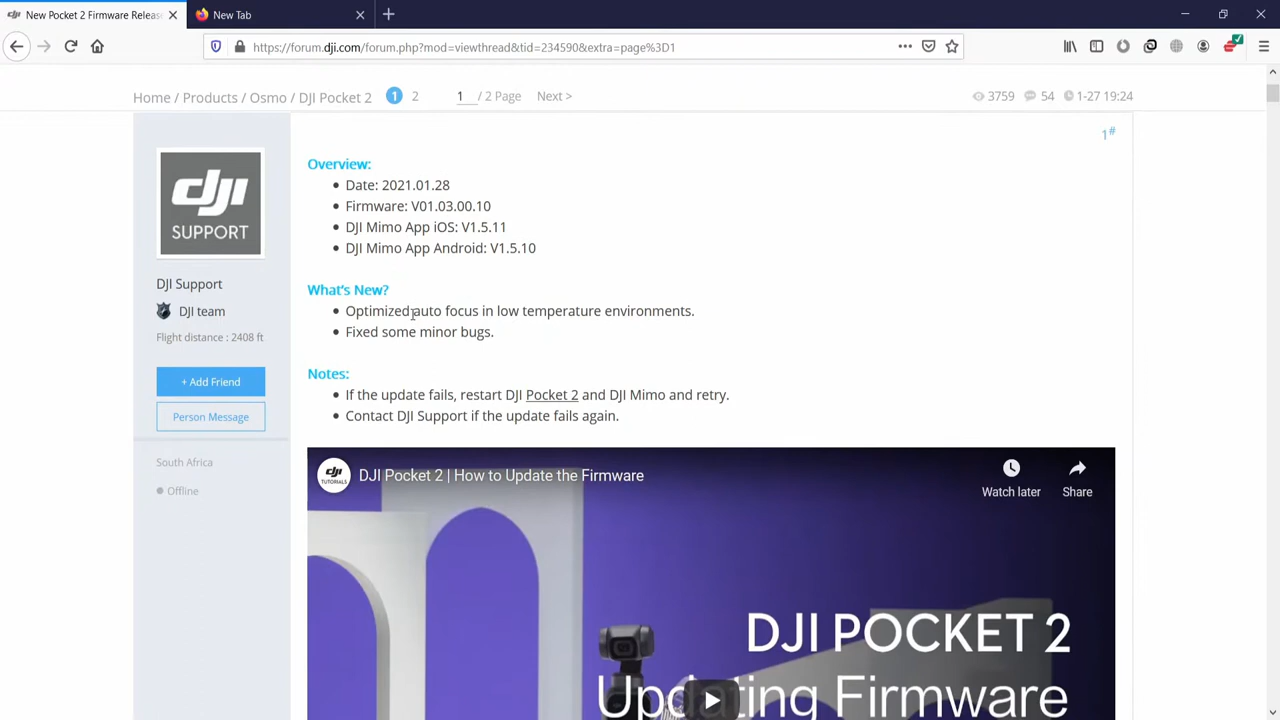 New Pocket 2 Firmware Releas
New Tab
https://forum.dji.com/forum.php?mod=viewthread&tid=234590&extra=page%3D1
Home / Products / Osmo / DJI Pocket 2 1 2 1 / 2 Page Next > 3759 54 1-27 19:24
1#
dji
SUPPORT
DJI Support
DJI team
Flight distance : 2408 ft
+ Add Friend
Person Message
South Africa
Offline
Overview:
Date: 2021.01.28
Firmware: V01.03.00.10
DJI Mimo App iOS: V1.5.11
DJI Mimo App Android: V1.5.10
What's New?
Optimized auto focus in low temperature environments.
Fixed some minor bugs.
Notes:
If the update fails, restart DJI Pocket 2 and DJI Mimo and retry.
Contact DJI Support if the update fails again.
dji
TUTORIALS
DJI Pocket 2 | How to Update the Firmware
Watch later
Share
DJI POCKET 2
Updating Firmware